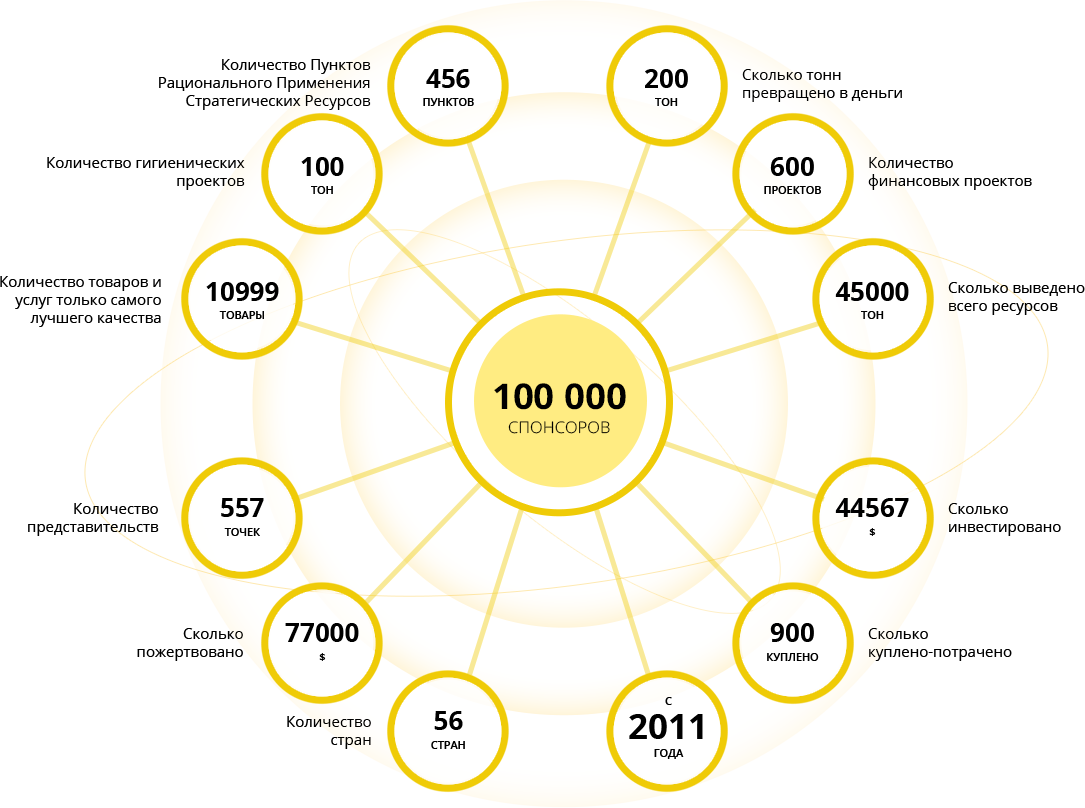 Количество Пунктов
Рационального Применения
Стратегических Ресурсов
456
ПУНКТОВ
200
ТОН
Сколько тонн
превращено в деньги
Количество гигиенических
проектов
100
ТОН
600
ПРОЕКТОВ
Количество
финансовых проектов
Количество товаров и
услуг только самого
лучшего качества
10999
ТОВАРЫ
45000
ТОН
Сколько выведено
всего ресурсов
100 000
СПОНСОРОВ
Количество
представительств
557
ТОЧЕК
44567
$
Сколько
инвестировано
Сколько
пожертвовано
77000
$
900
КУПЛЕНО
Сколько
куплено-потрачено
Количество
стран
56
СТРАН
С
2011
ГОДА